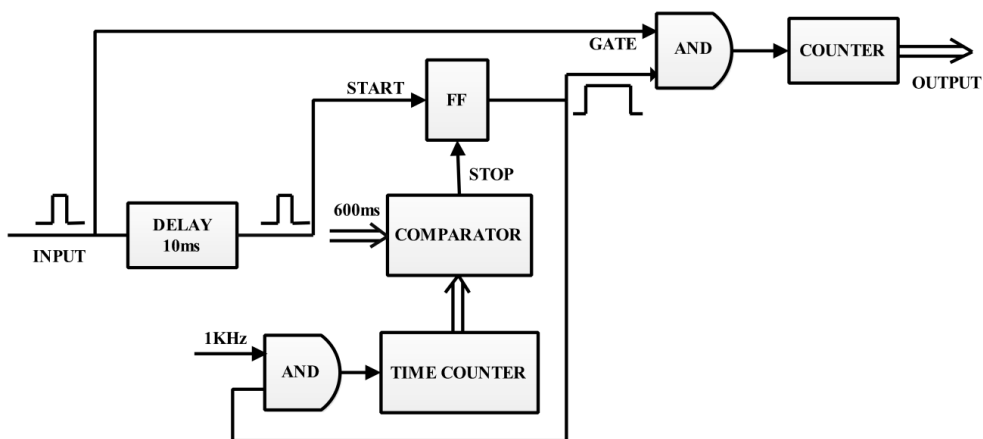 AND
COUNTER
GATE
OUTPUT
START
FF
STOP
600ms
DELAY
10ms
INPUT
COMPARATOR
1KHz
AND
TIME COUNTER